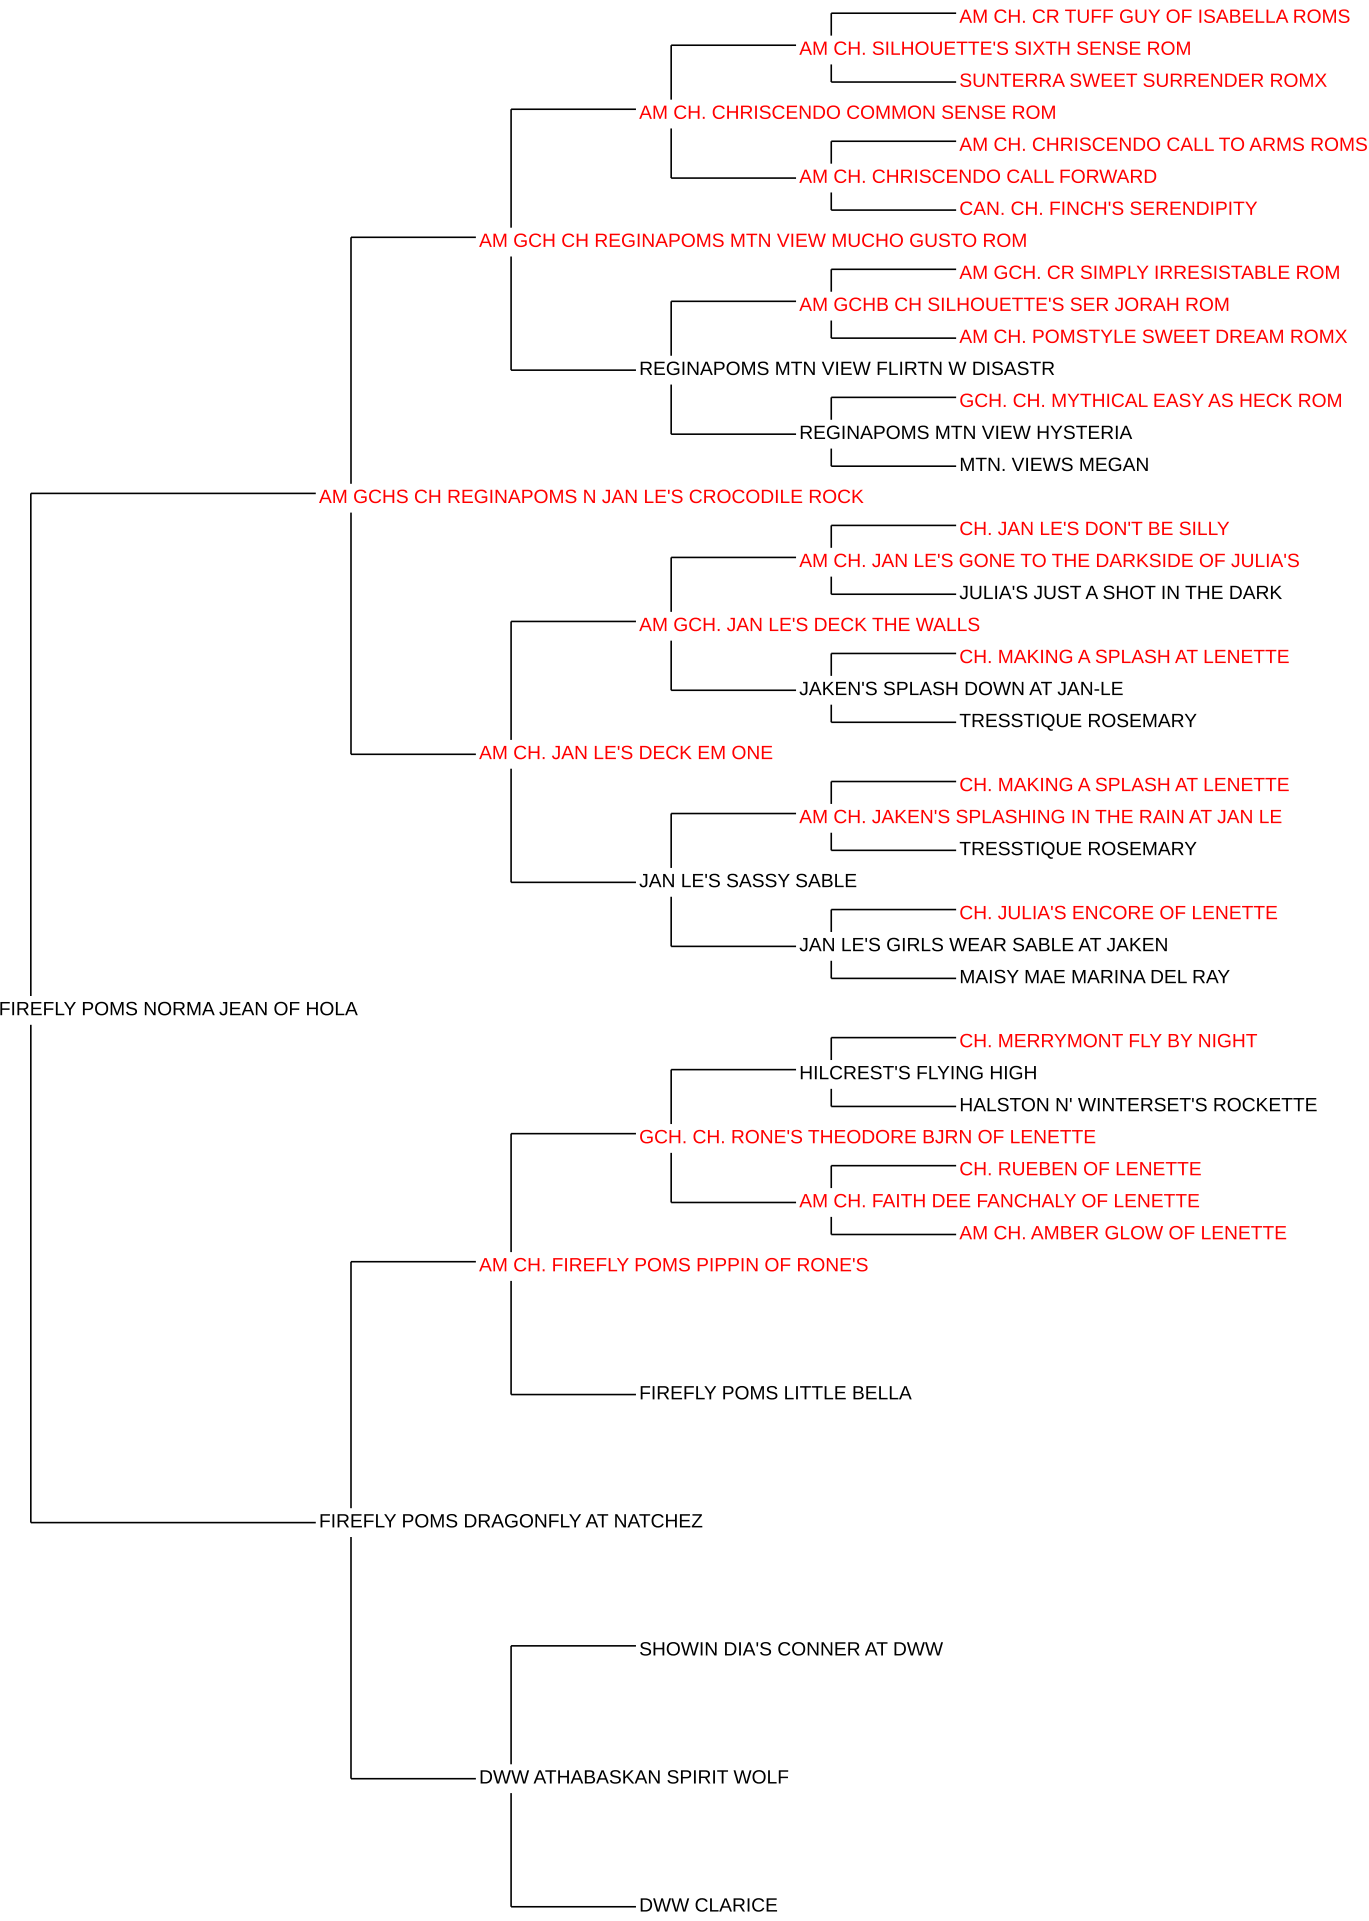 AM CH. CR TUFF GUY OF ISABELLA ROMS
AM CH. SILHOUETTE'S SIXTH SENSE ROM
SUNTERRA SWEET SURRENDER ROMX
AM CH. CHRISCENDO COMMON SENSE ROM
AM CH. CHRISCENDO CALL TO ARMS ROMS
AM CH. CHRISCENDO CALL FORWARD
CAN. CH. FINCH'S SERENDIPITY
AM GCH CH REGINAPOMS MTN VIEW MUCHO GUSTO ROM
AM GCH. CR SIMPLY IRRESISTABLE ROM
AM GCHB CH SILHOUETTE'S SER JORAH ROM
AM CH. POMSTYLE SWEET DREAM ROMX
REGINAPOMS MTN VIEW FLIRTN W DISASTR
GCH. CH. MYTHICAL EASY AS HECK ROM
REGINAPOMS MTN VIEW HYSTERIA
MTN. VIEWS MEGAN
AM GCHS CH REGINAPOMS N JAN LE'S CROCODILE ROCK
CH. JAN LE'S DON'T BE SILLY
AM CH. JAN LE'S GONE TO THE DARKSIDE OF JULIA'S
JULIA'S JUST A SHOT IN THE DARK
AM GCH. JAN LE'S DECK THE WALLS
CH. MAKING A SPLASH AT LENETTE
JAKEN'S SPLASH DOWN AT JAN-LE
TRESSTIQUE ROSEMARY
AM CH. JAN LE'S DECK EM ONE
CH. MAKING A SPLASH AT LENETTE
AM CH. JAKEN'S SPLASHING IN THE RAIN AT JAN LE
TRESSTIQUE ROSEMARY
JAN LE'S SASSY SABLE
CH. JULIA'S ENCORE OF LENETTE
JAN LE'S GIRLS WEAR SABLE AT JAKEN
MAISY MAE MARINA DEL RAY
FIREFLY POMS NORMA JEAN OF HOLA
CH. MERRYMONT FLY BY NIGHT
HILCREST'S FLYING HIGH
HALSTON N' WINTERSET'S ROCKETTE
GCH. CH. RONE'S THEODORE BJRN OF LENETTE
CH. RUEBEN OF LENETTE
AM CH. FAITH DEE FANCHALY OF LENETTE
AM CH. AMBER GLOW OF LENETTE
AM CH. FIREFLY POMS PIPPIN OF RONE'S
FIREFLY POMS LITTLE BELLA
FIREFLY POMS DRAGONFLY AT NATCHEZ
SHOWIN DIA'S CONNER AT DWW
DWW ATHABASKAN SPIRIT WOLF
DWW CLARICE